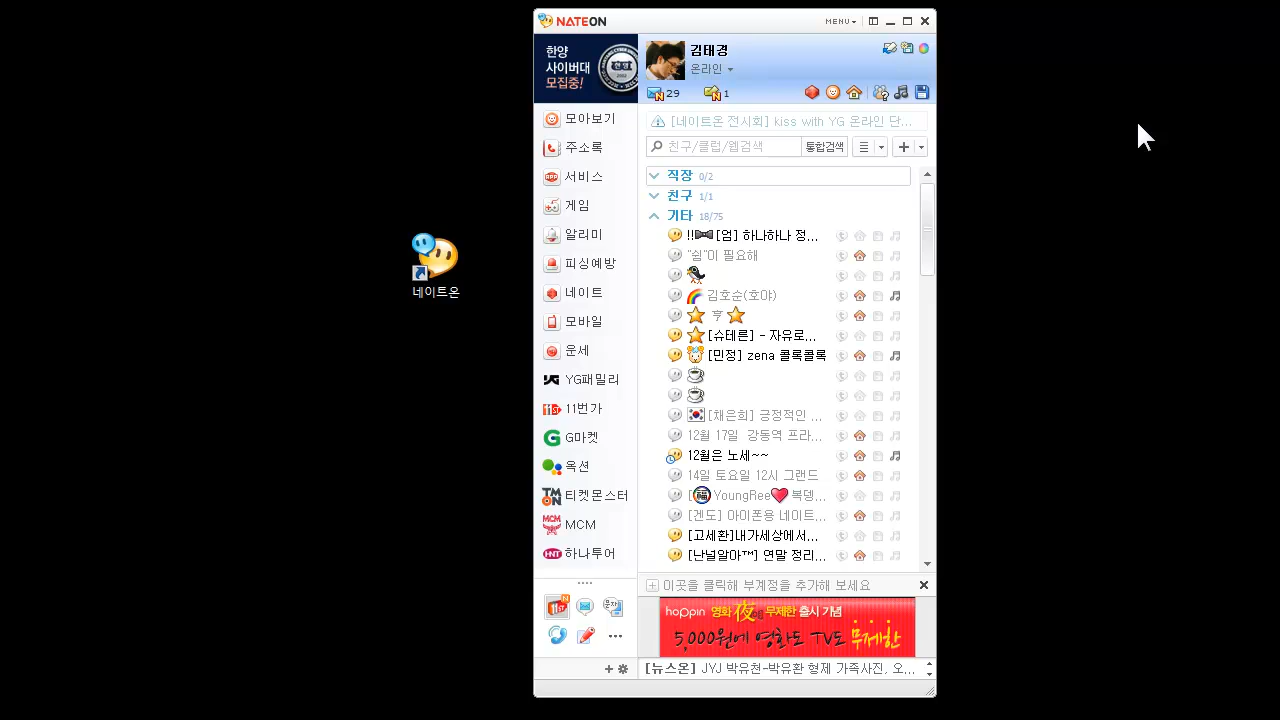 NATEON
MENU
한양
사이버대
모집중!
김태경
온라인
29
1
[네이트온 전시회] kiss with YG 온라인 단...
친구/클럽/웹검색
통합검색
모아보기
주소록
서비스
게임
알리미
피싱예방
네이트
모바일
운세
YG패밀리
11번가
G마켓
옥션
티켓몬스터
MCM
하나투어
직장 0/2
친구 1/1
기타 18/75
!![엄] 하나하나 정...
"쉼"이 필요해
김호순(호야)
[슈테른] - 자유로...
[민정] zena 콜록콜록
[채은희] 긍정적인 ...
12월 17일 강동역 프라...
12월은 노세~~
14일 토요일 12시 그랜드
YoungRee 북뎅...
[겐도] 아이폰용 네이트...
[고세환]내가세상에서...
[난널알아™] 연말 정리...
네이트온
이곳을 클릭해 부계정을 추가해 보세요
hoppin 영화 무제한 출시 기념
5,000원에 영화도 TV도 무제한
[뉴스온] JYJ 박유천-박유환 형제 가족사진, 오...